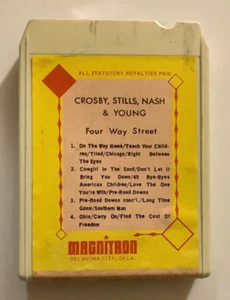 ALL STATUTORY ROYALTIES PAID
CROSBY, STILLS, NASH
& YOUNG
Four Way Street
1. On The Way Home/Teach Your Child-
ren/Tried/Chicago/Right Between
The Eyes
2. Cowgirl In The Sand/Don't Let It
Bring You Down/49 Bye-Byes
Americas Children/Love The One
You're With/Pre-Road Downs
3. Pre-Road Downs cont'/Long Time
Gone/Southern Man
4. Ohio/Carry On/Find The Cost Of
Freedom
MAGNITRON
OKLAHOMA CITY, OKLA.